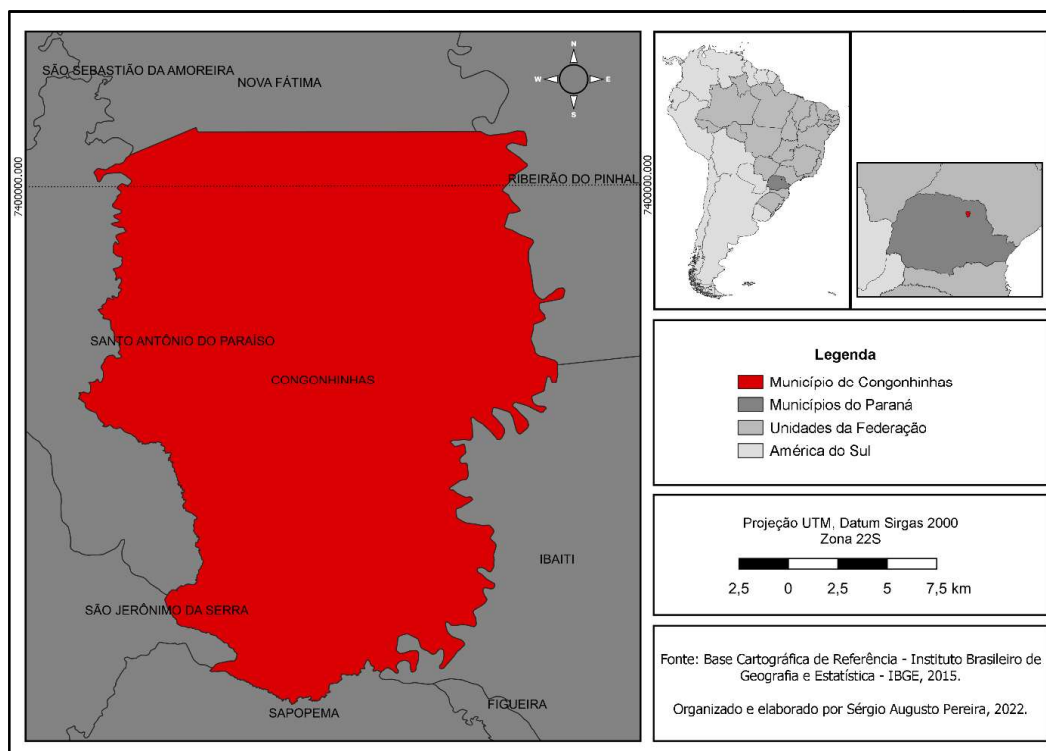 N
W E
S
SÃO SEBASTIÃO DA AMOREIRA
NOVA FÁTIMA
7400000.000
RIBEIRÃO DO PINHAL
7400000.000
SANTO ANTÔNIO DO PARAÍSO
CONGONHINHAS
IBAITI
SÃO JERÔNIMO DA SERRA
SAPOPEMA
FIGUEIRA
Legenda
Município de Congonhinhas
Municípios do Paraná
Unidades da Federação
América do Sul
Projeção UTM, Datum Sirgas 2000
Zona 22S
2,5 0 2,5 5 7,5 km
Fonte: Base Cartográfica de Referência - Instituto Brasileiro de
Geografia e Estatística - IBGE, 2015.
Organizado e elaborado por Sérgio Augusto Pereira, 2022.